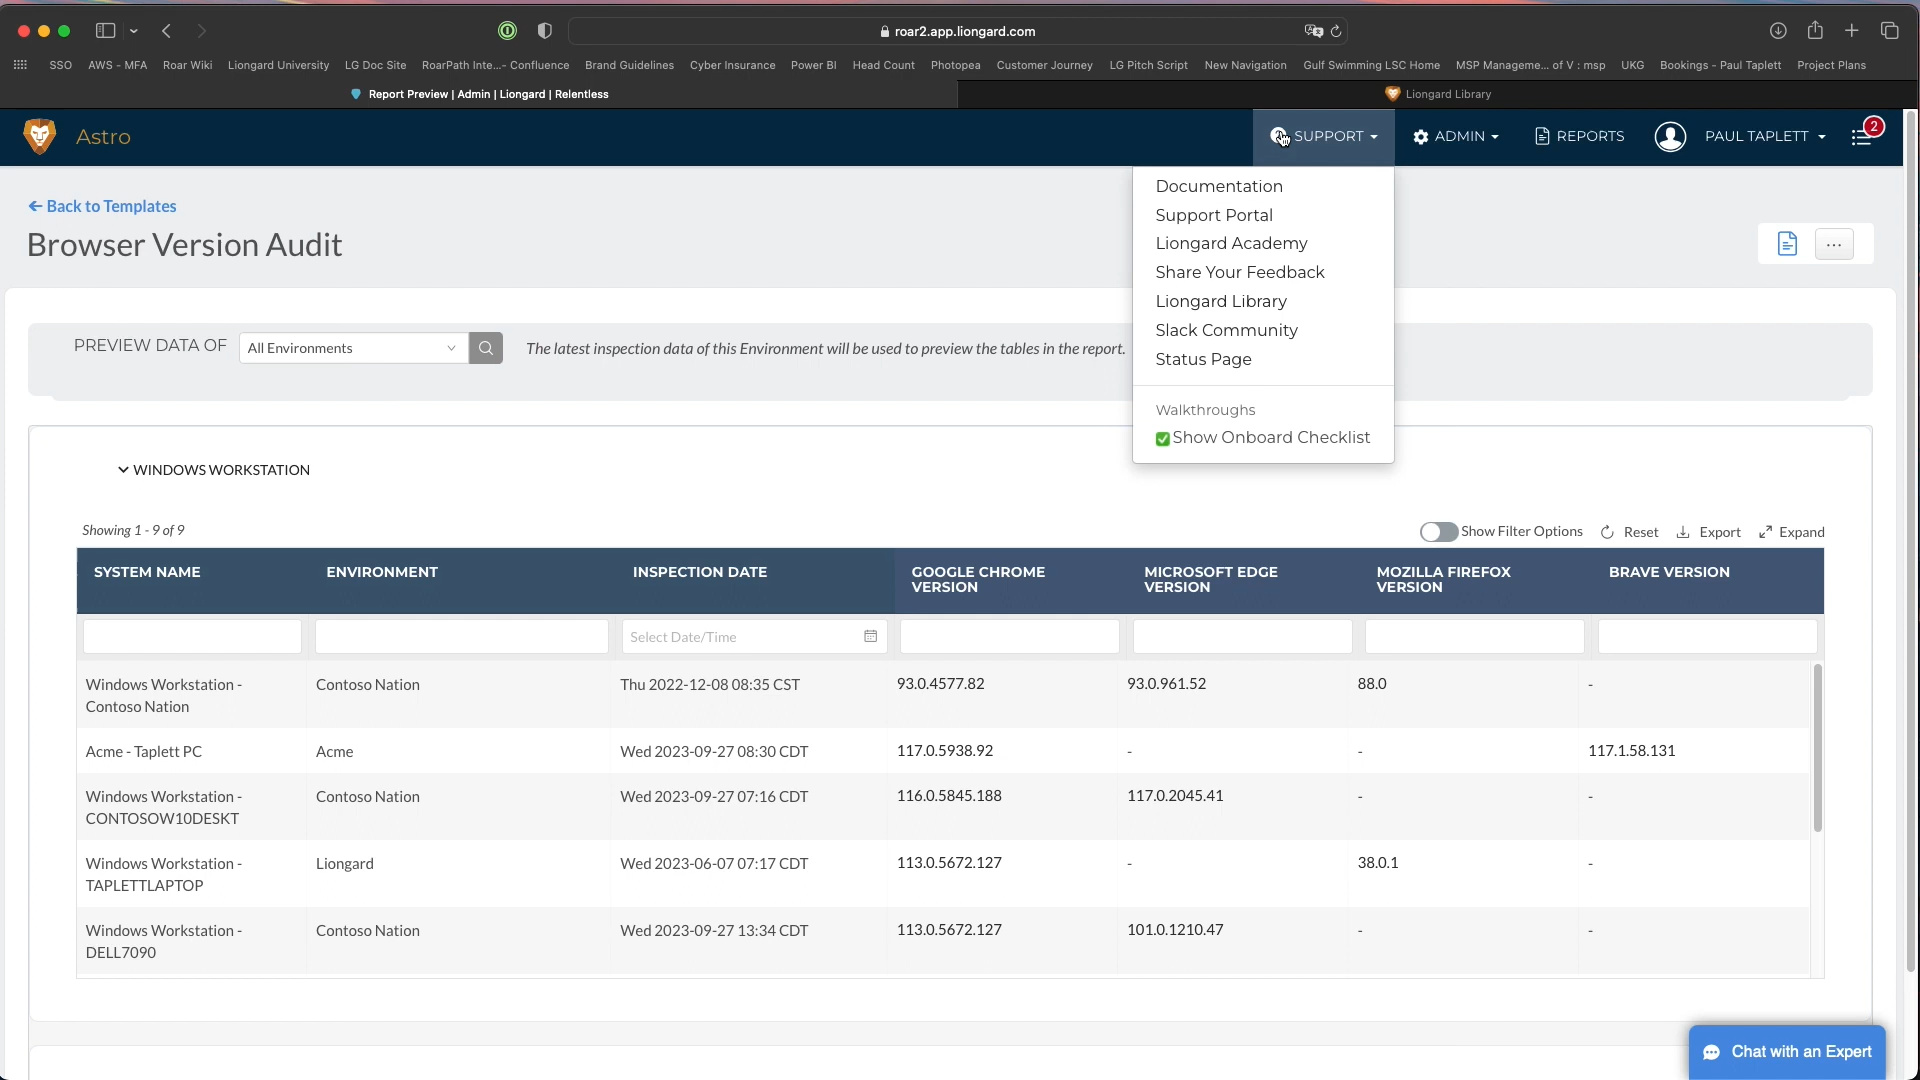 roar2.app.liongard.com
SSO AWS - MFA Roar Wiki Liongard University LG Doc Site RoarPath Inte...- Confluence Brand Guidelines Cyber Insurance Power BI Head Count Photopea Customer Journey LG Pitch Script New Navigation Gulf Swimming LSC Home MSP Manageme... of V : msp UKG Bookings - Paul Taplett Project Plans
Report Preview | Admin | Liongard | Relentless Liongard Library
Astro SUPPORT ADMIN REPORTS PAUL TAPLETT 2
← Back to Templates
Browser Version Audit
...
PREVIEW DATA OF All Environments The latest inspection data of this Environment will be used to preview the tables in the report.
Documentation
Support Portal
Liongard Academy
Share Your Feedback
Liongard Library
Slack Community
Status Page
Walkthroughs
Show Onboard Checklist
WINDOWS WORKSTATION
Showing 1 - 9 of 9 Show Filter Options Reset Export Expand
SYSTEM NAME ENVIRONMENT INSPECTION DATE GOOGLE CHROME VERSION MICROSOFT EDGE VERSION MOZILLA FIREFOX VERSION BRAVE VERSION
Select Date/Time
Windows Workstation - Contoso Nation Contoso Nation Thu 2022-12-08 08:35 CST 93.0.4577.82 93.0.961.52 88.0 -
Acme - Taplett PC Acme Wed 2023-09-27 08:30 CDT 117.0.5938.92 - - 117.1.58.131
Windows Workstation - CONTOSOW10DESKT Contoso Nation Wed 2023-09-27 07:16 CDT 116.0.5845.188 117.0.2045.41 - -
Windows Workstation - TAPLETTLAPTOP Liongard Wed 2023-06-07 07:17 CDT 113.0.5672.127 - 38.0.1 -
Windows Workstation - DELL7090 Contoso Nation Wed 2023-09-27 13:34 CDT 113.0.5672.127 101.0.1210.47 - -
Chat with an Expert